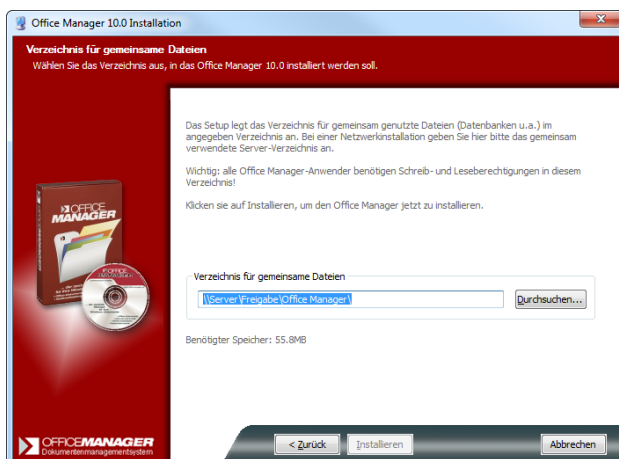 Office Manager 10.0 Installation
Verzeichnis für gemeinsame Dateien
Wählen Sie das Verzeichnis aus, in das Office Manager 10.0 installiert werden soll.
Das Setup legt das Verzeichnis für gemeinsam genutzte Dateien (Datenbanken u.a.) im
angegeben Verzeichnis an. Bei einer Netzwerkinstallation geben Sie hier bitte das gemeinsam
verwendete Server-Verzeichnis an.
Wichtig: alle Office Manager-Anwender benötigen Schreib- und Leseberechtigungen in diesem
Verzeichnis!
Klicken sie auf Installieren, um den Office Manager jetzt zu installieren.
OFFICE
MANAGER
Verzeichnis für gemeinsame Dateien
\\Server\Freigabe\Office Manager\
Durchsuchen...
Benötigter Speicher: 55.8MB
OFFICEMANAGER
Dokumentenmanagementsystem
< Zurück
Installieren
Abbrechen